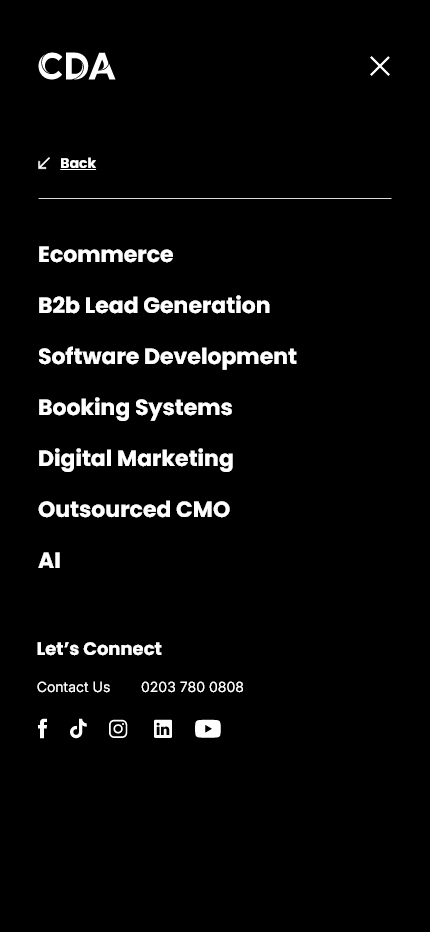 CDA
Back
Ecommerce
B2b Lead Generation
Software Development
Booking Systems
Digital Marketing
Outsourced CMO
AI
Let’s Connect
Contact Us 0203 780 0808